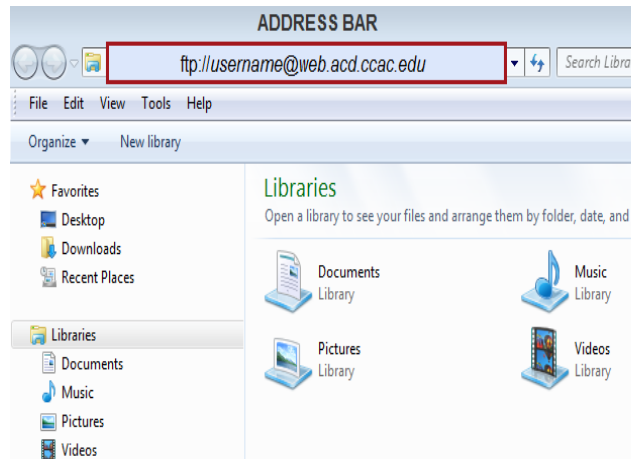 ADDRESS BAR
ftp://username@web.acd.ccac.edu
Search Libra
File Edit View Tools Help
Organize New library
Favorites
Desktop
Downloads
Recent Places
Libraries
Documents
Music
Pictures
Videos
Libraries
Open a library to see your files and arrange them by folder, date, and
Documents
Library
Music
Library
Pictures
Library
Videos
Library